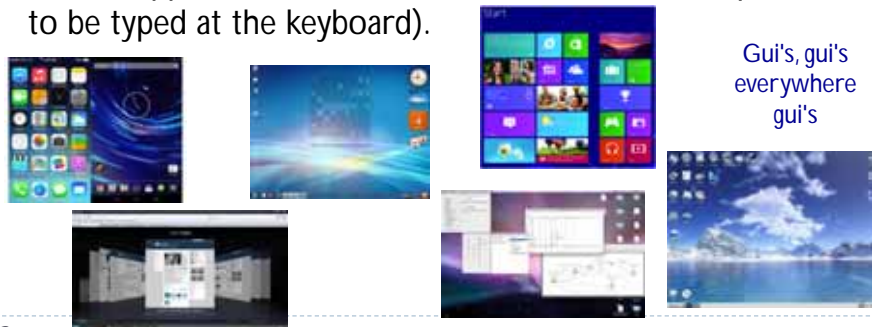 to be typed at the keyboard).
Start
Gui's, gui's
everywhere
gui's